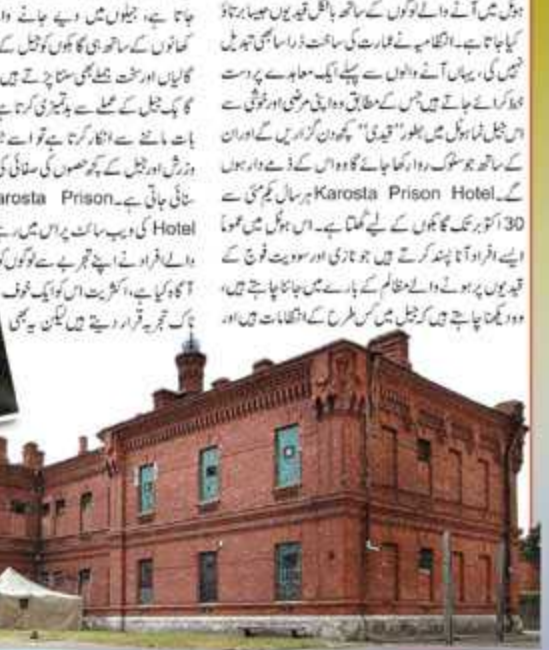 ہوٹل میں آنے والے لوگوں کے ساتھ بالکل قیدیوں جیسا برتاؤ
کیا جاتا ہے۔ انتظامیہ نے عمارت کی ساخت ذرا سا بھی تبدیل
نہیں کی، یہاں آنے والوں سے پہلے ایک معاہدے پر دست
خط کرائے جاتے ہیں جس کے مطابق وہ اپنی مرضی اور خوشی سے
اس جیل نما ہوٹل میں بطور ”قیدی“ کچھ دن گزاریں گے اور ان
کے ساتھ جو سلوک روا رکھا جائے گا وہ اس کے ذمے دار ہوں
گے۔ Karosta Prison Hotel ہر سال یکم مئی سے
30 اکتوبر تک گاہکوں کے لیے کھلتا ہے۔ اس ہوٹل میں عموماً
ایسے افراد آنا پسند کرتے ہیں جو نازی اور سوویت فوج کے
قیدیوں پر ہونے والے مظالم کے بارے میں جاننا چاہتے ہیں،
وہ دیکھنا چاہتے ہیں کہ جیل میں کس طرح کے انتظامات ہیں اور
جاتا ہے، جیلوں میں دیے جانے وا
کھانوں کے ساتھ ہی گاہکوں کو جیل کے
گالیاں اور سخت جملے بھی سننا پڑتے ہیں
گاہک جیل کے عملے سے بدتمیزی کرتا ہے
بات ماننے سے انکار کرتا ہے تو اسے
ورزش اور جیل کے کچھ حصوں کی صفائی کی
سنائی جاتی ہے۔ arosta Prison
Hotel کی ویب سائٹ پر اس میں رہنے
والے افراد نے اپنے تجربے سے لوگوں کو
آگاہ کیا ہے، اکثریت اس کو ایک خوف
ناک تجربہ قرار دیتے ہیں لیکن یہ بھی